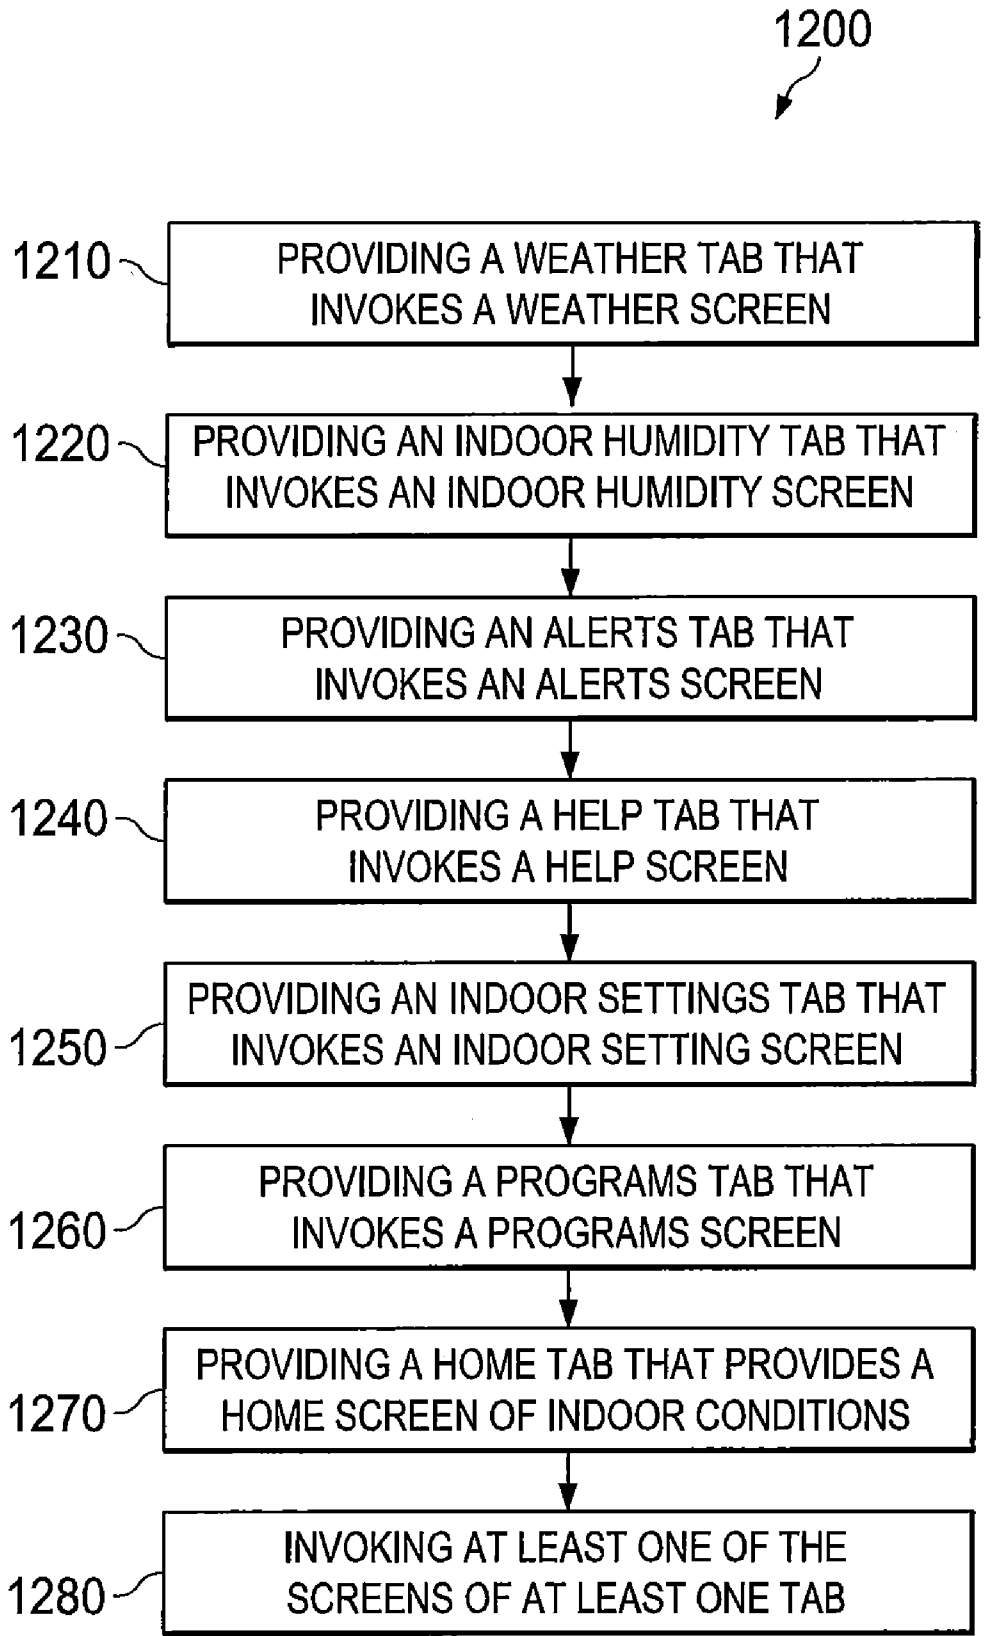 1200
1210
PROVIDING A WEATHER TAB THAT
INVOKES A WEATHER SCREEN
1220
PROVIDING AN INDOOR HUMIDITY TAB THAT
INVOKES AN INDOOR HUMIDITY SCREEN
1230
PROVIDING AN ALERTS TAB THAT
INVOKES AN ALERTS SCREEN
1240
PROVIDING A HELP TAB THAT
INVOKES A HELP SCREEN
1250
PROVIDING AN INDOOR SETTINGS TAB THAT
INVOKES AN INDOOR SETTING SCREEN
1260
PROVIDING A PROGRAMS TAB THAT
INVOKES A PROGRAMS SCREEN
1270
PROVIDING A HOME TAB THAT PROVIDES A
HOME SCREEN OF INDOOR CONDITIONS
1280
INVOKING AT LEAST ONE OF THE
SCREENS OF AT LEAST ONE TAB